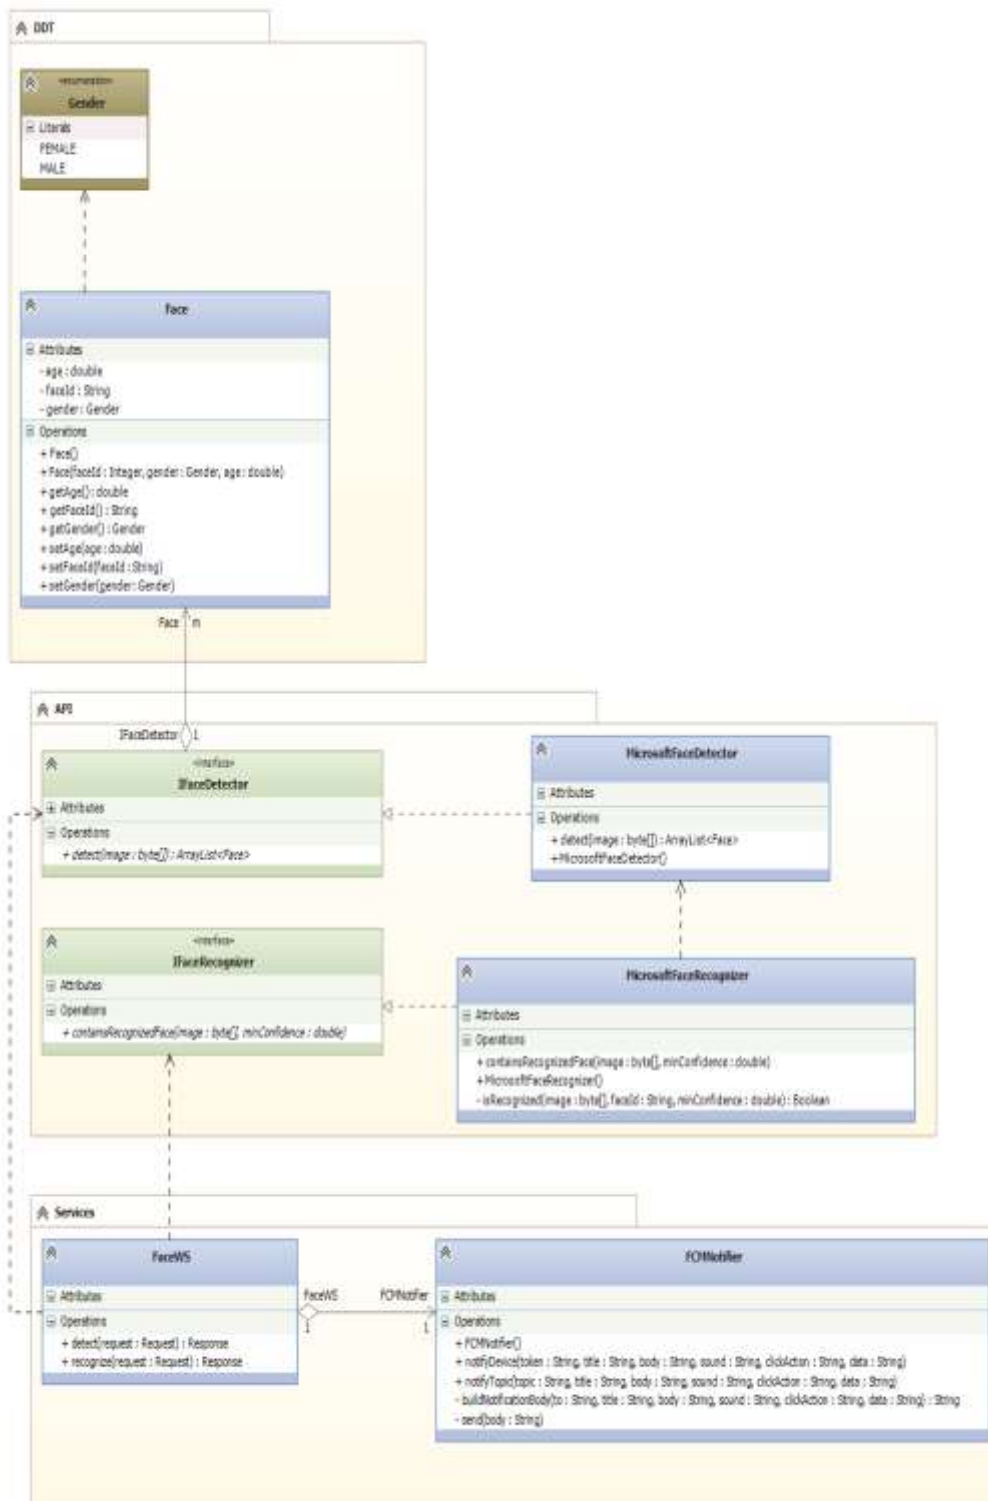 DDT
«enumeration»
Gender
Literals
FEMALE
MALE
Face
Attributes
- age : double
- faceId : String
- gender : Gender
Operations
+ Face()
+ Face(faceId : Integer, gender : Gender, age : double)
+ getAge() : double
+ getFaceId() : String
+ getGender() : Gender
+ setAge(age : double)
+ setFaceId(faceId : String)
+ setGender(gender : Gender)
Face m
API
IFaceDetector 1
«interface»
IFaceDetector
Attributes
Operations
+ detect(image : byte[]) : ArrayList<Face>
MicrosoftFaceDetector
Attributes
Operations
+ detect(image : byte[]) : ArrayList<Face>
+ MicrosoftFaceDetector()
«interface»
IFaceRecognizer
Attributes
Operations
+ containsRecognizedFace(image : byte[], minConfidence : double)
MicrosoftFaceRecognizer
Attributes
Operations
+ containsRecognizedFace(image : byte[], minConfidence : double)
+ MicrosoftFaceRecognizer()
- isRecognized(image : byte[], faceId : String, minConfidence : double) : Boolean
Services
FaceWS
Attributes
Operations
+ detect(request : Request) : Response
+ recognize(request : Request) : Response
FaceWS FCMNotifier
1 1
FCMNotifier
Attributes
Operations
+ FCMNotifier()
+ notifyDevice(token : String, title : String, body : String, sound : String, clickAction : String, data : String)
+ notifyTopic(topic : String, title : String, body : String, sound : String, clickAction : String, data : String)
- buildNotificationBody(to : String, title : String, body : String, sound : String, clickAction : String, data : String) : String
- send(body : String)